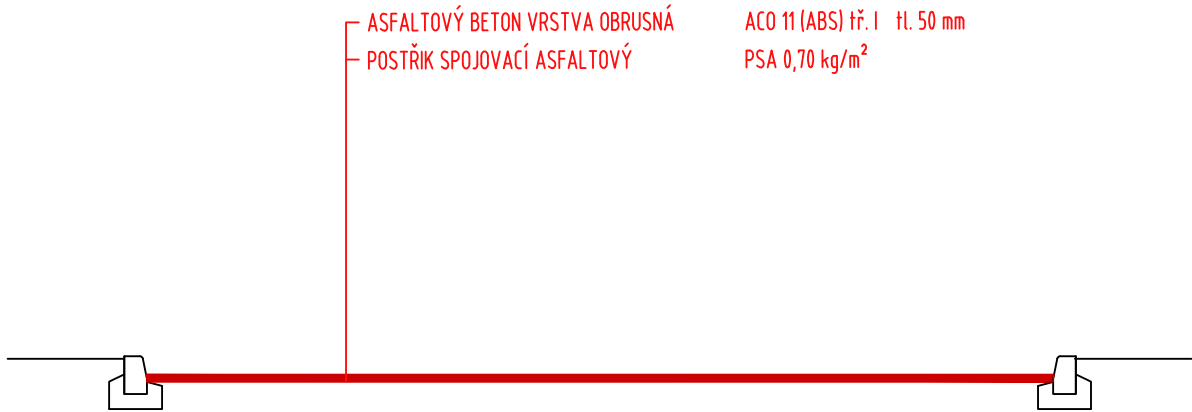 ASFALTOVÝ BETON VRSTVA OBRUSNÁ ACO 11 (ABS) tř. I tl. 50 mm
POSTŘIK SPOJOVACÍ ASFALTOVÝ PSA 0,70 kg/m²